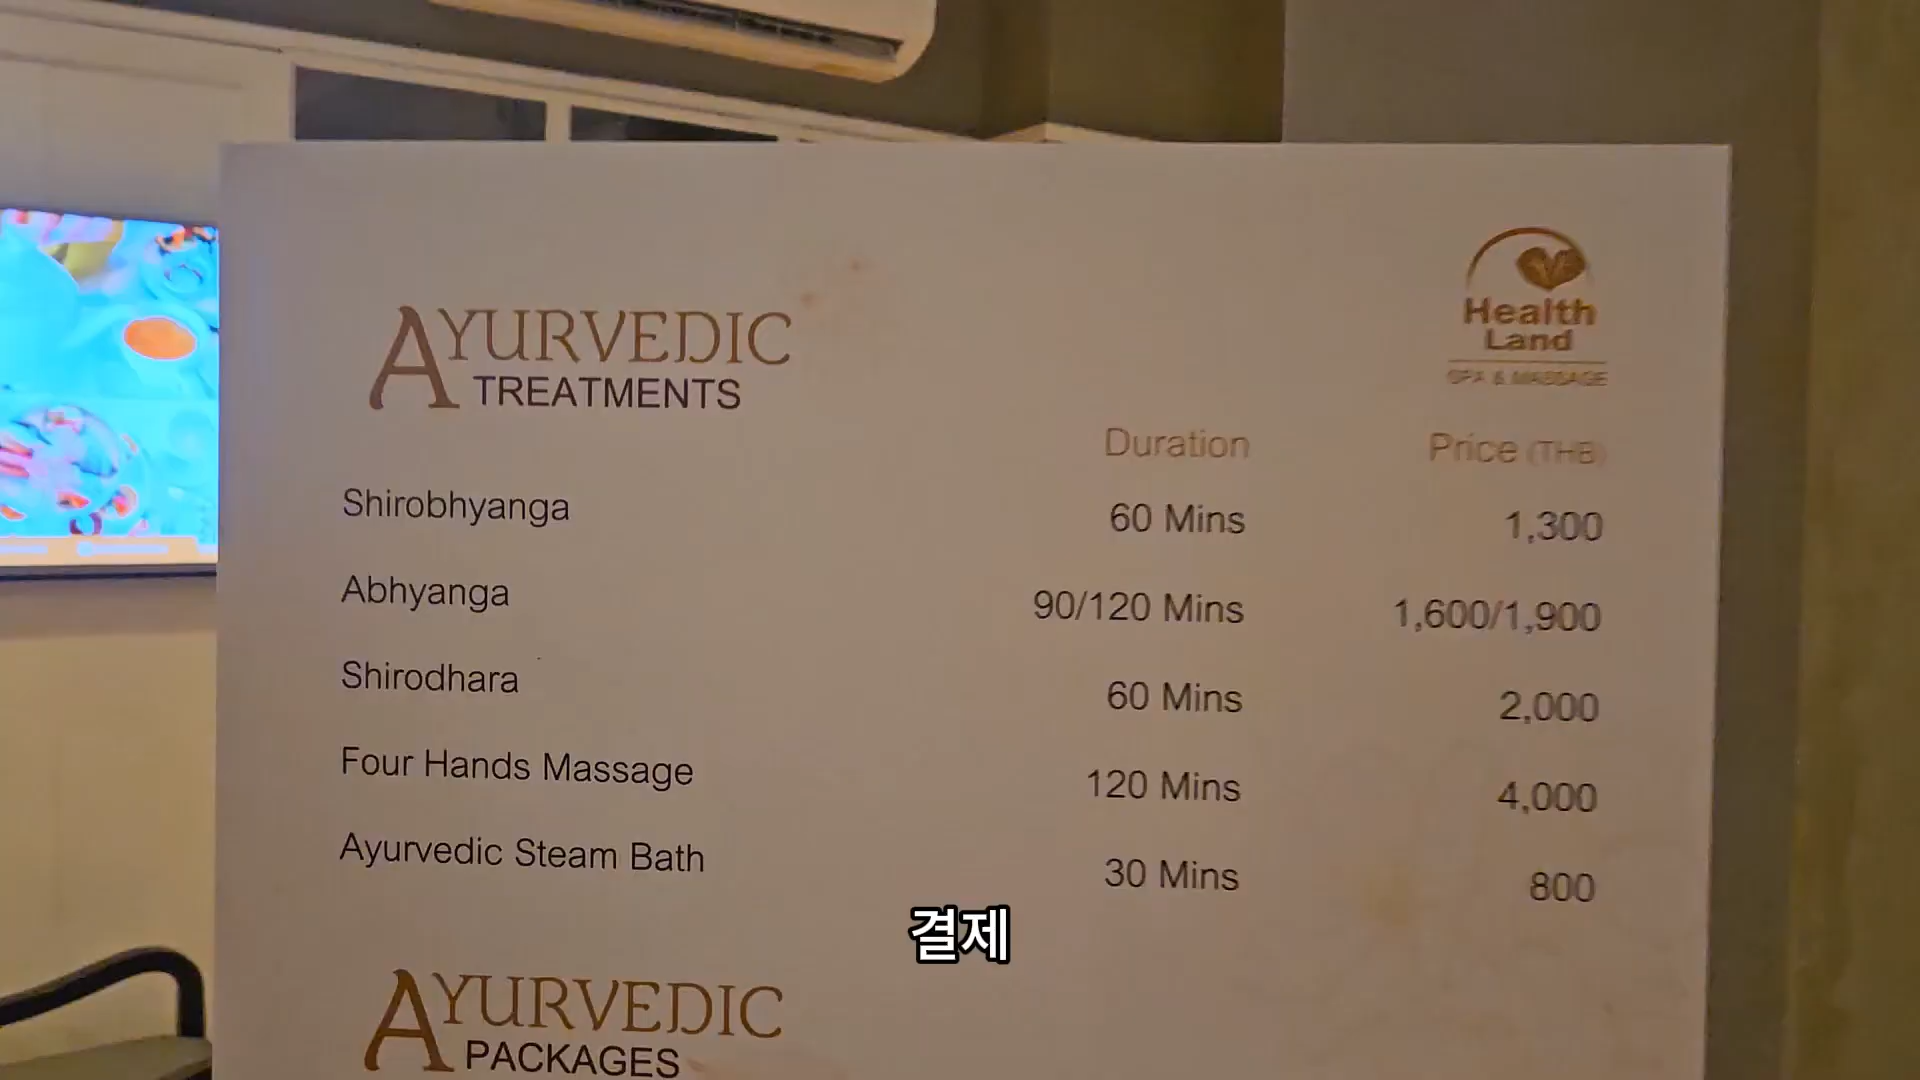 Health
Land
SPA & MASSAGE
AYURVEDIC
TREATMENTS
Duration Price (THB)
Shirobhyanga 60 Mins 1,300
Abhyanga 90/120 Mins 1,600/1,900
Shirodhara 60 Mins 2,000
Four Hands Massage 120 Mins 4,000
Ayurvedic Steam Bath 30 Mins 800
결제
AYURVEDIC
PACKAGES